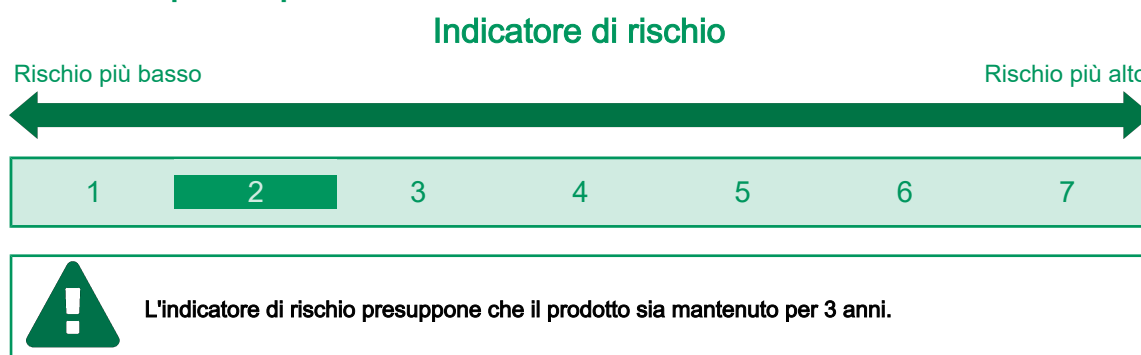 Indicatore di rischio
Rischio più basso Rischio più alto
1 2 3 4 5 6 7
L'indicatore di rischio presuppone che il prodotto sia mantenuto per 3 anni.